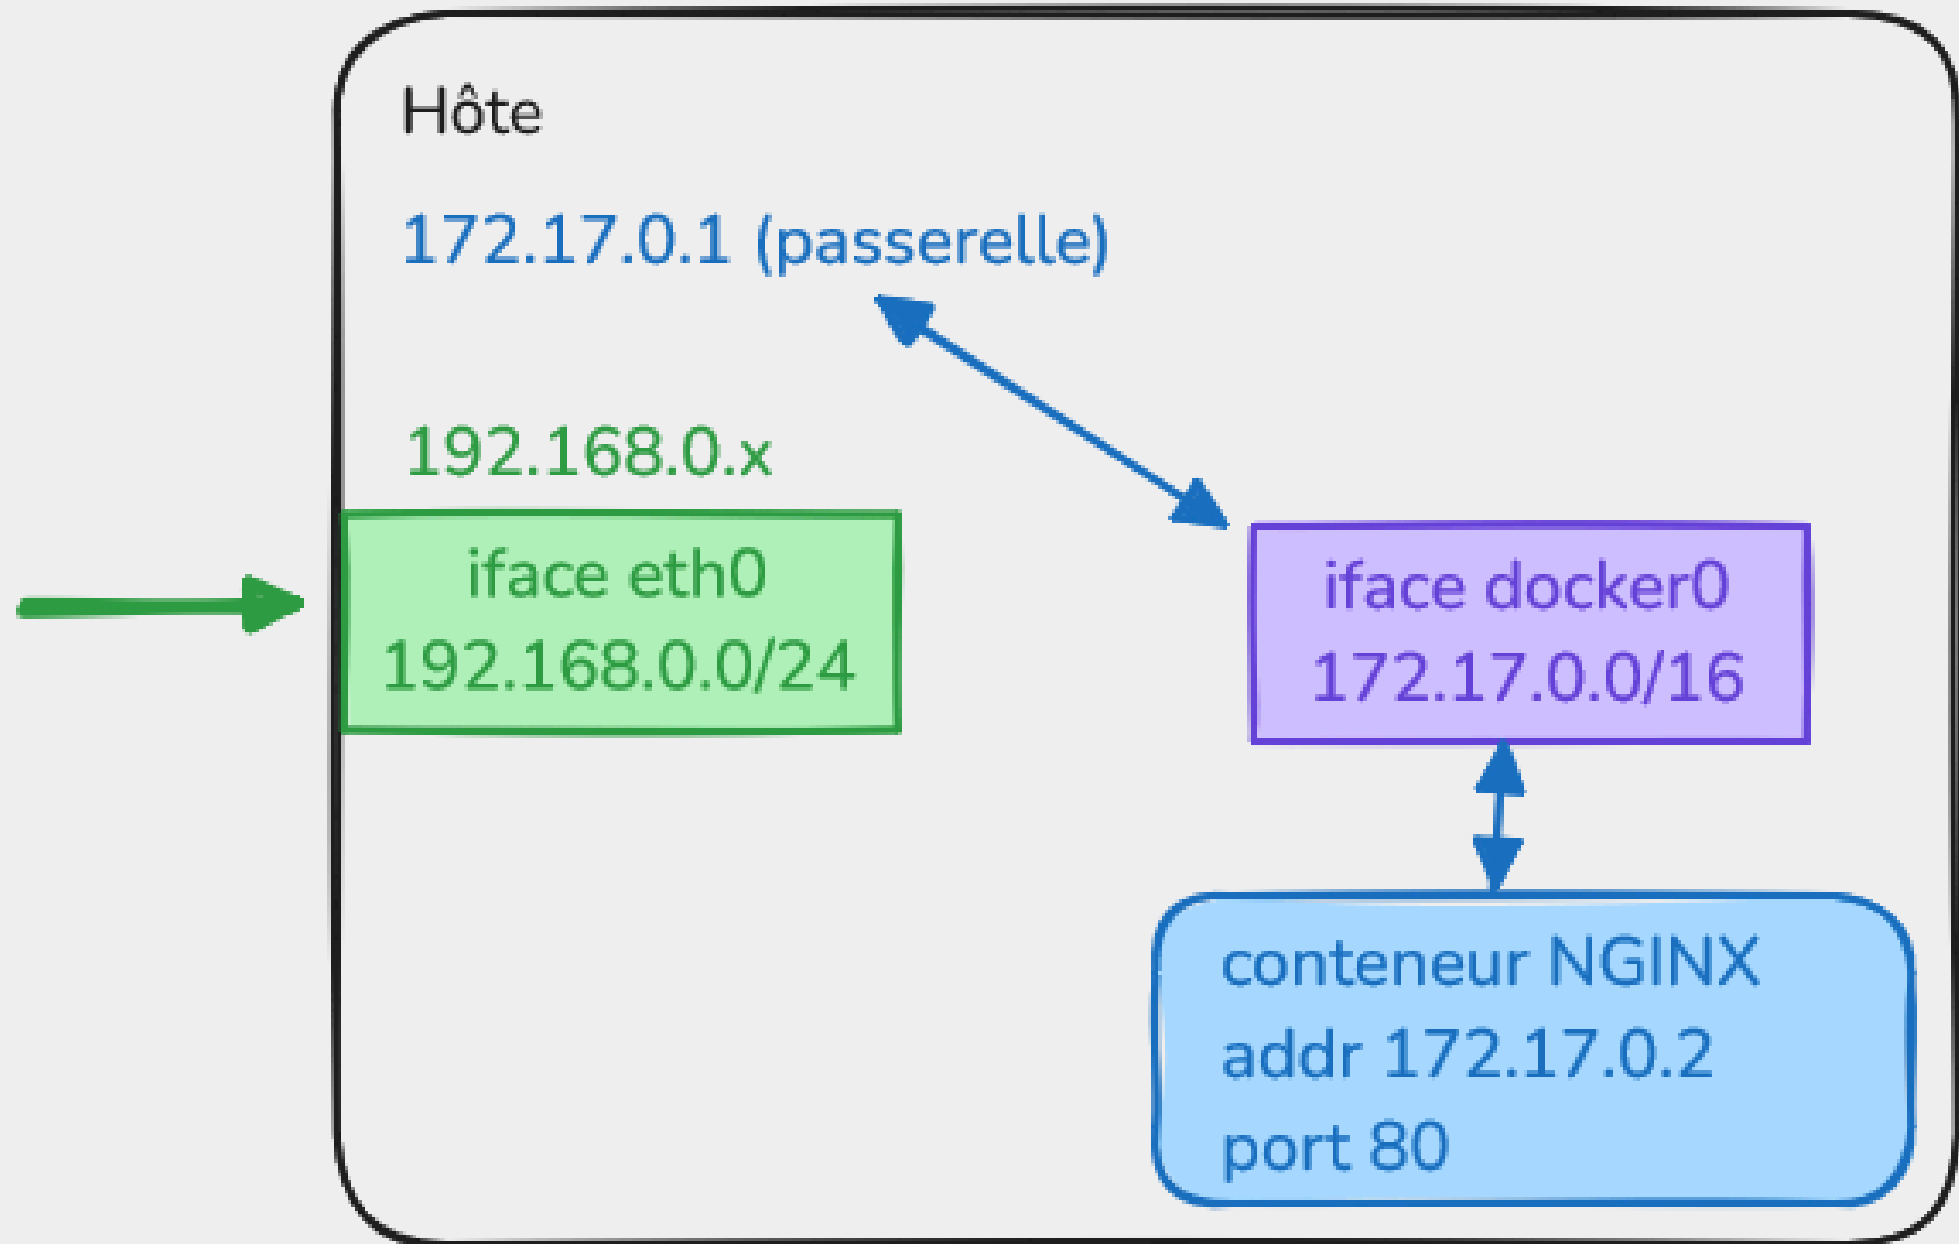 Hôte
172.17.0.1 (passerelle)
192.168.0.x
iface eth0
192.168.0.0/24
iface docker0
172.17.0.0/16
conteneur NGINX
addr 172.17.0.2
port 80